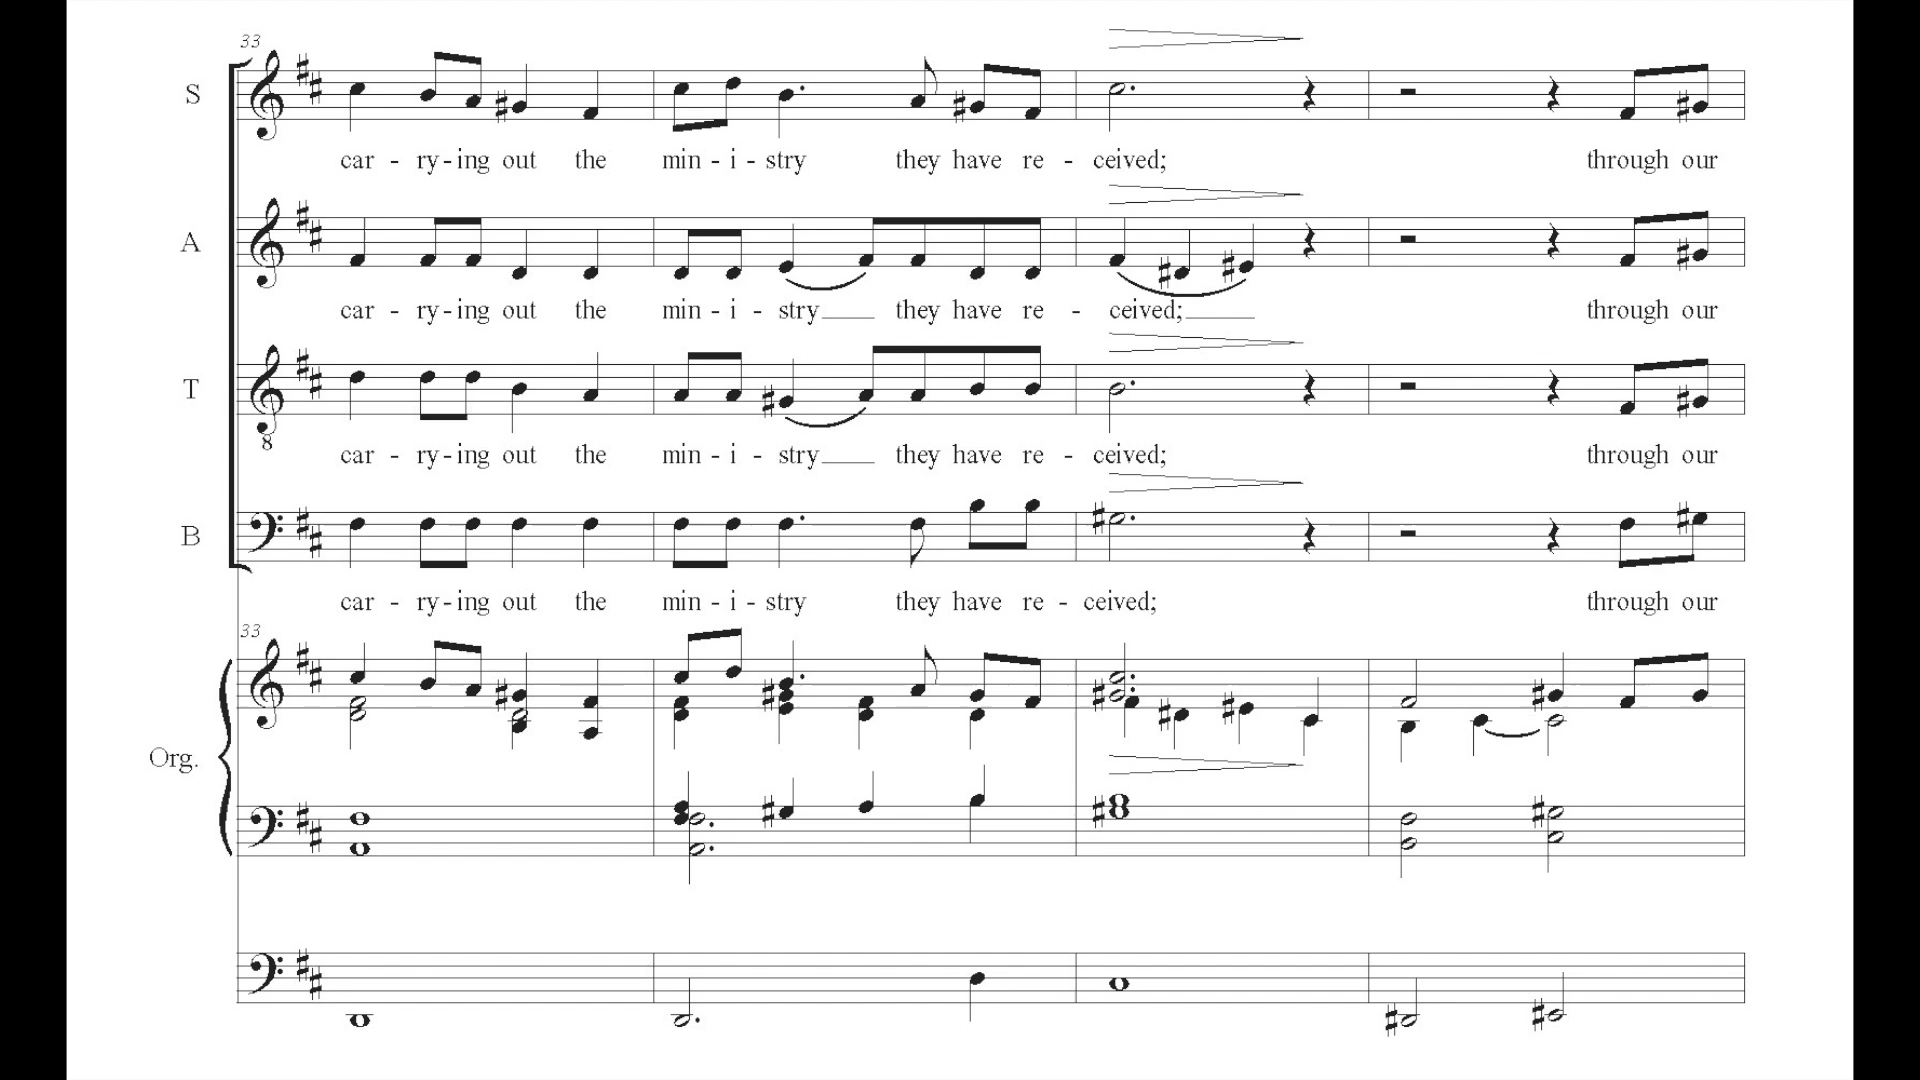 33
S
car - ry - ing out the min - i - stry they have re - ceived; through our
A
car - ry - ing out the min - i - stry they have re - ceived; through our
T
8
car - ry - ing out the min - i - stry they have re - ceived; through our
B
car - ry - ing out the min - i - stry they have re - ceived; through our
33
Org.